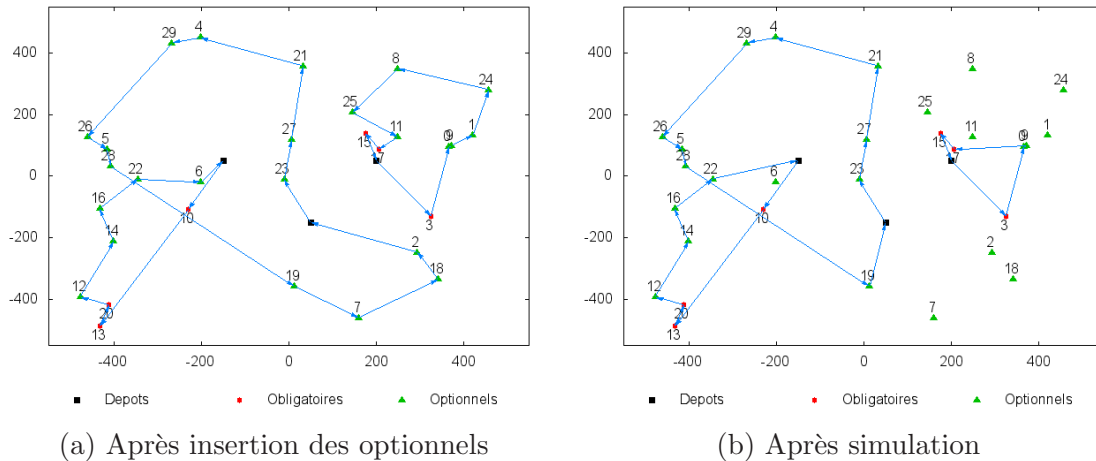 29 4 21 8 24 25 11 1 0 9 15 17 26 5 28 27 22 6 23 16 10 3 14 2 12 19 18 20 7 13
400
200
0
-200
-400
-400 -200 0 200 400
Depots Obligatoires Optionnels
(a) Après insertion des optionnels
29 4 21 8 24 25 11 1 0 9 15 26 5 27 22 6 23 16 10 3 14 2 12 19 18 20 7 13
400
200
0
-200
-400
-400 -200 0 200 400
Depots Obligatoires Optionnels
(b) Après simulation